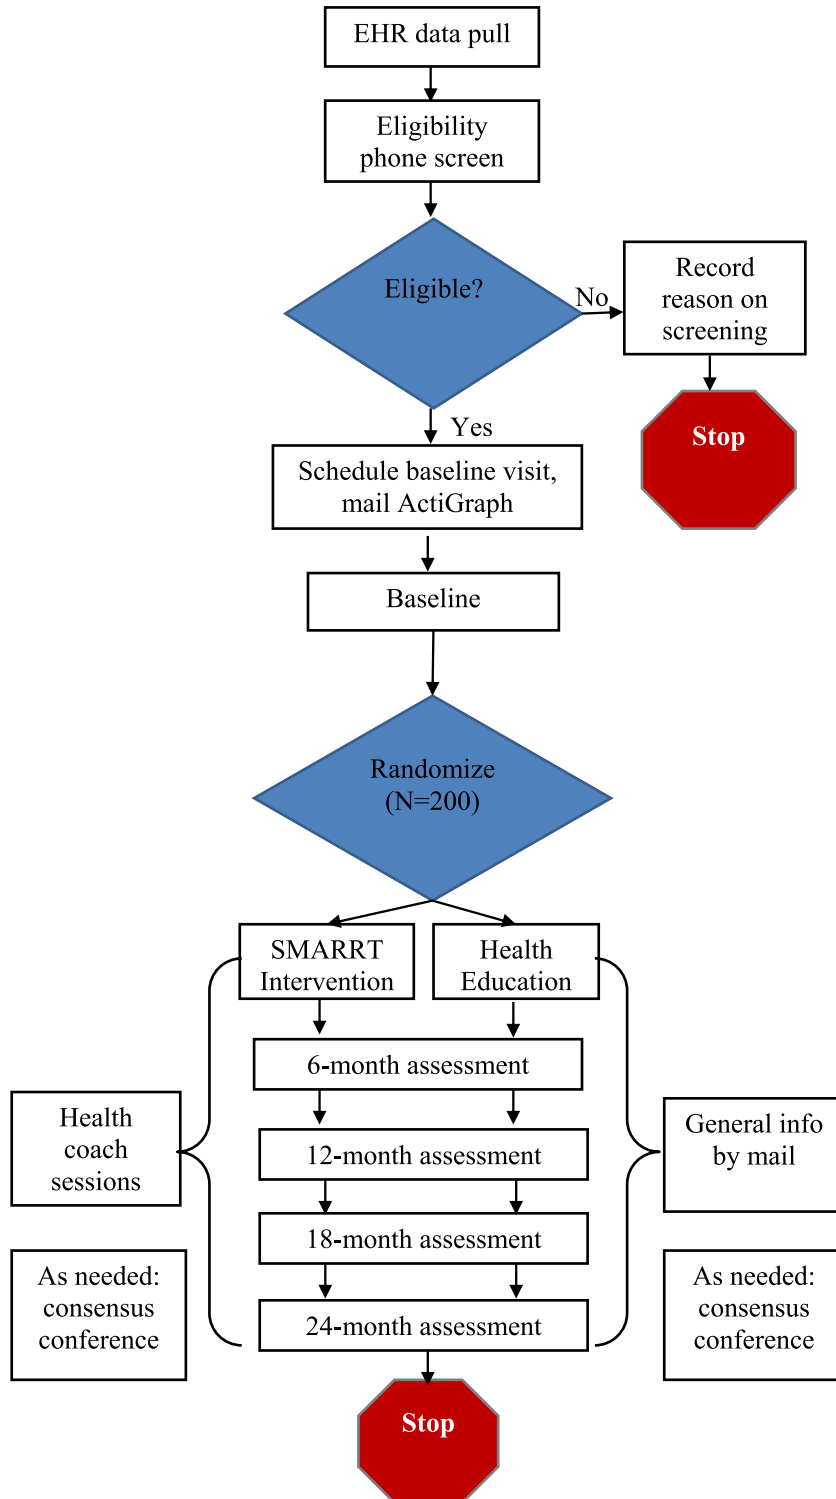 EHR data pull
Eligibility
phone screen
Eligible?
No
Record
reason on
screening
Stop
Yes
Schedule baseline visit,
mail ActiGraph
Baseline
Randomize
(N=200)
SMARRT
Intervention
Health
Education
6-month assessment
Health
coach
sessions
General info
by mail
12-month assessment
18-month assessment
As needed:
consensus
conference
As needed:
consensus
conference
24-month assessment
Stop